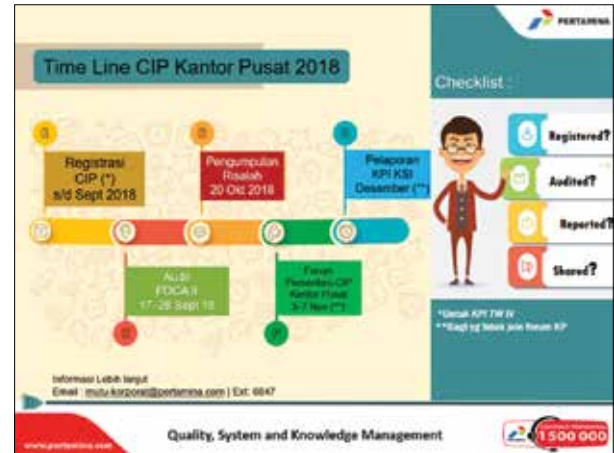 PERTAMINA
Time Line CIP Kantor Pusat 2018
Checklist :
Registrasi
CIP (*)
s/d Sept 2018
Pengumpulan
Risalah
20 Okt 2018
Pelaporan
KPI KSI
Desember (**)
Audit
PDCA II
17-28 Sept 18
Forum
Presentasi CIP
Kantor Pusat
5-7 Nov (**)
Registered?
Audited?
Reported?
Shared?
*Untuk KPI TW IV
**Bagi yg tidak join Forum KP
Informasi Lebih lanjut
Email : mutu-korporat@pertamina.com | Ext: 6647
www.pertamina.com
Quality, System and Knowledge Management
1 500 000